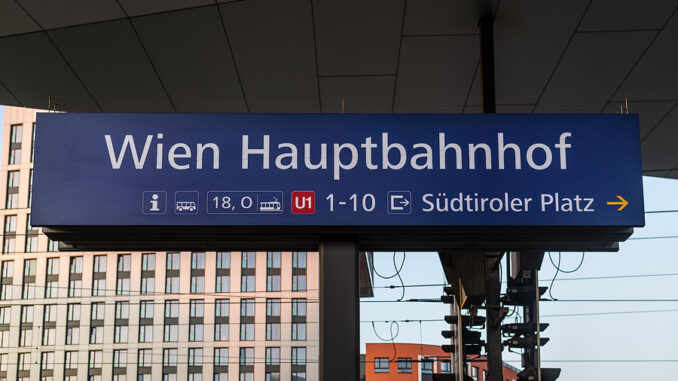 Wien Hauptbahnhof
i 18, O U1 1-10 Südtiroler Platz →